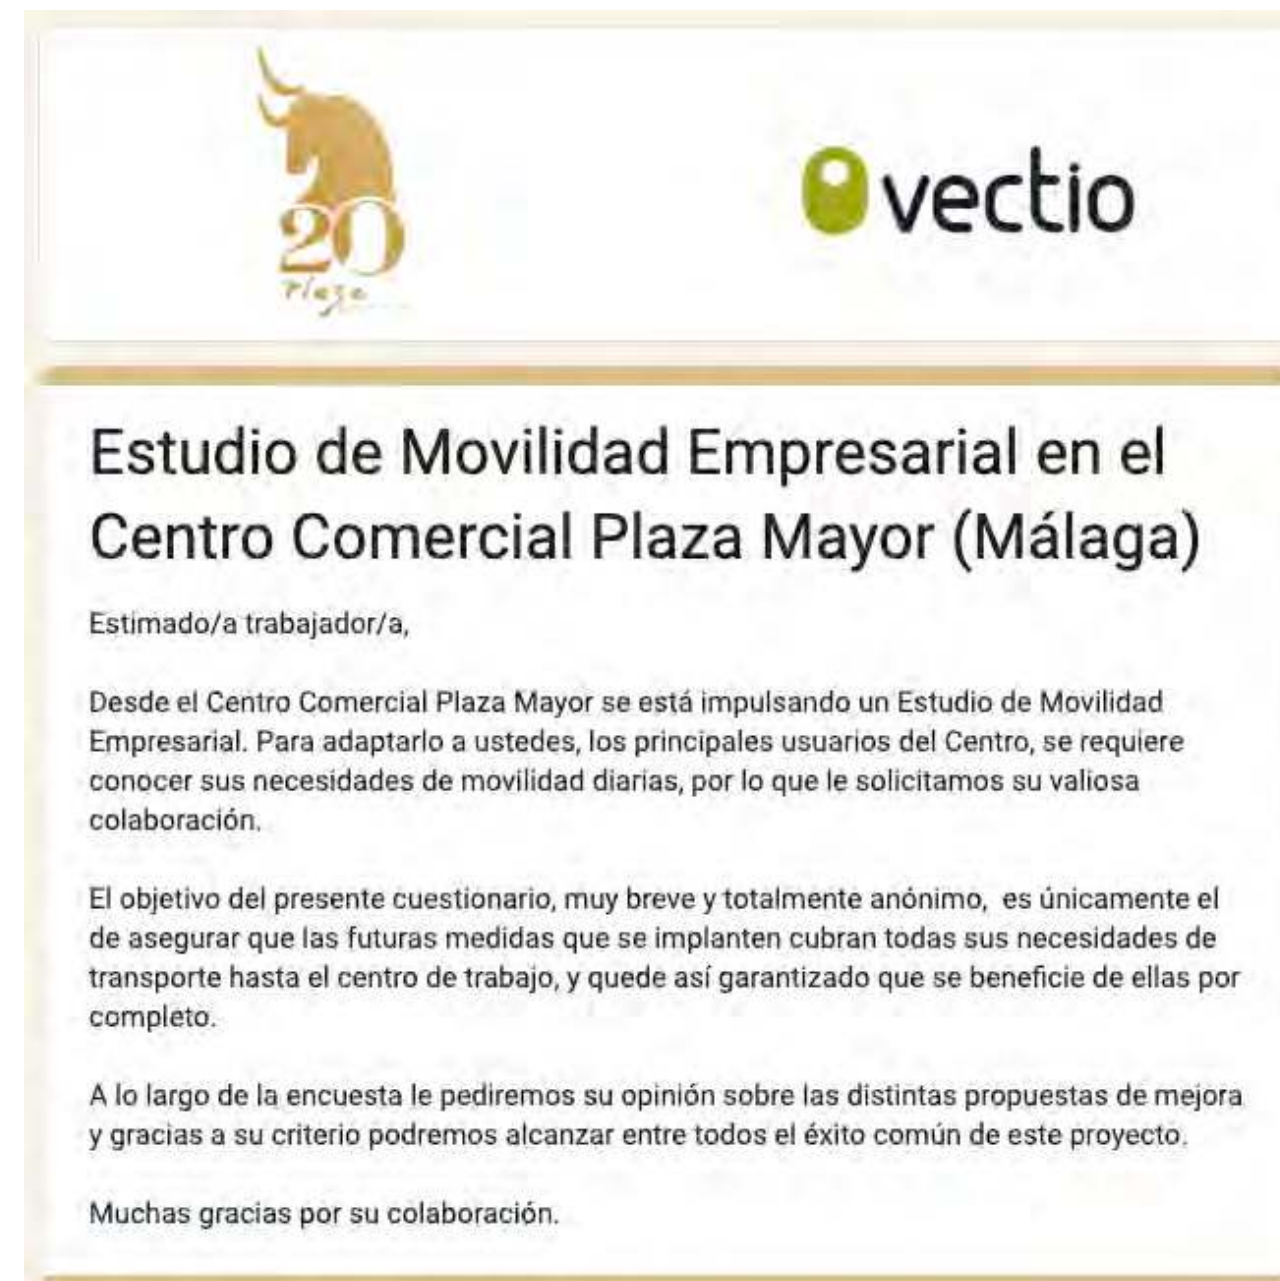 20
Plaza
vectio
Estudio de Movilidad Empresarial en el
Centro Comercial Plaza Mayor (Málaga)
Estimado/a trabajador/a,
Desde el Centro Comercial Plaza Mayor se está impulsando un Estudio de Movilidad
Empresarial. Para adaptarlo a ustedes, los principales usuarios del Centro, se requiere
conocer sus necesidades de movilidad diarias, por lo que le solicitamos su valiosa
colaboración.
El objetivo del presente cuestionario, muy breve y totalmente anónimo, es únicamente el
de asegurar que las futuras medidas que se implanten cubran todas sus necesidades de
transporte hasta el centro de trabajo, y quede así garantizado que se beneficie de ellas por
completo.
A lo largo de la encuesta le pediremos su opinión sobre las distintas propuestas de mejora
y gracias a su criterio podremos alcanzar entre todos el éxito común de este proyecto.
Muchas gracias por su colaboración.